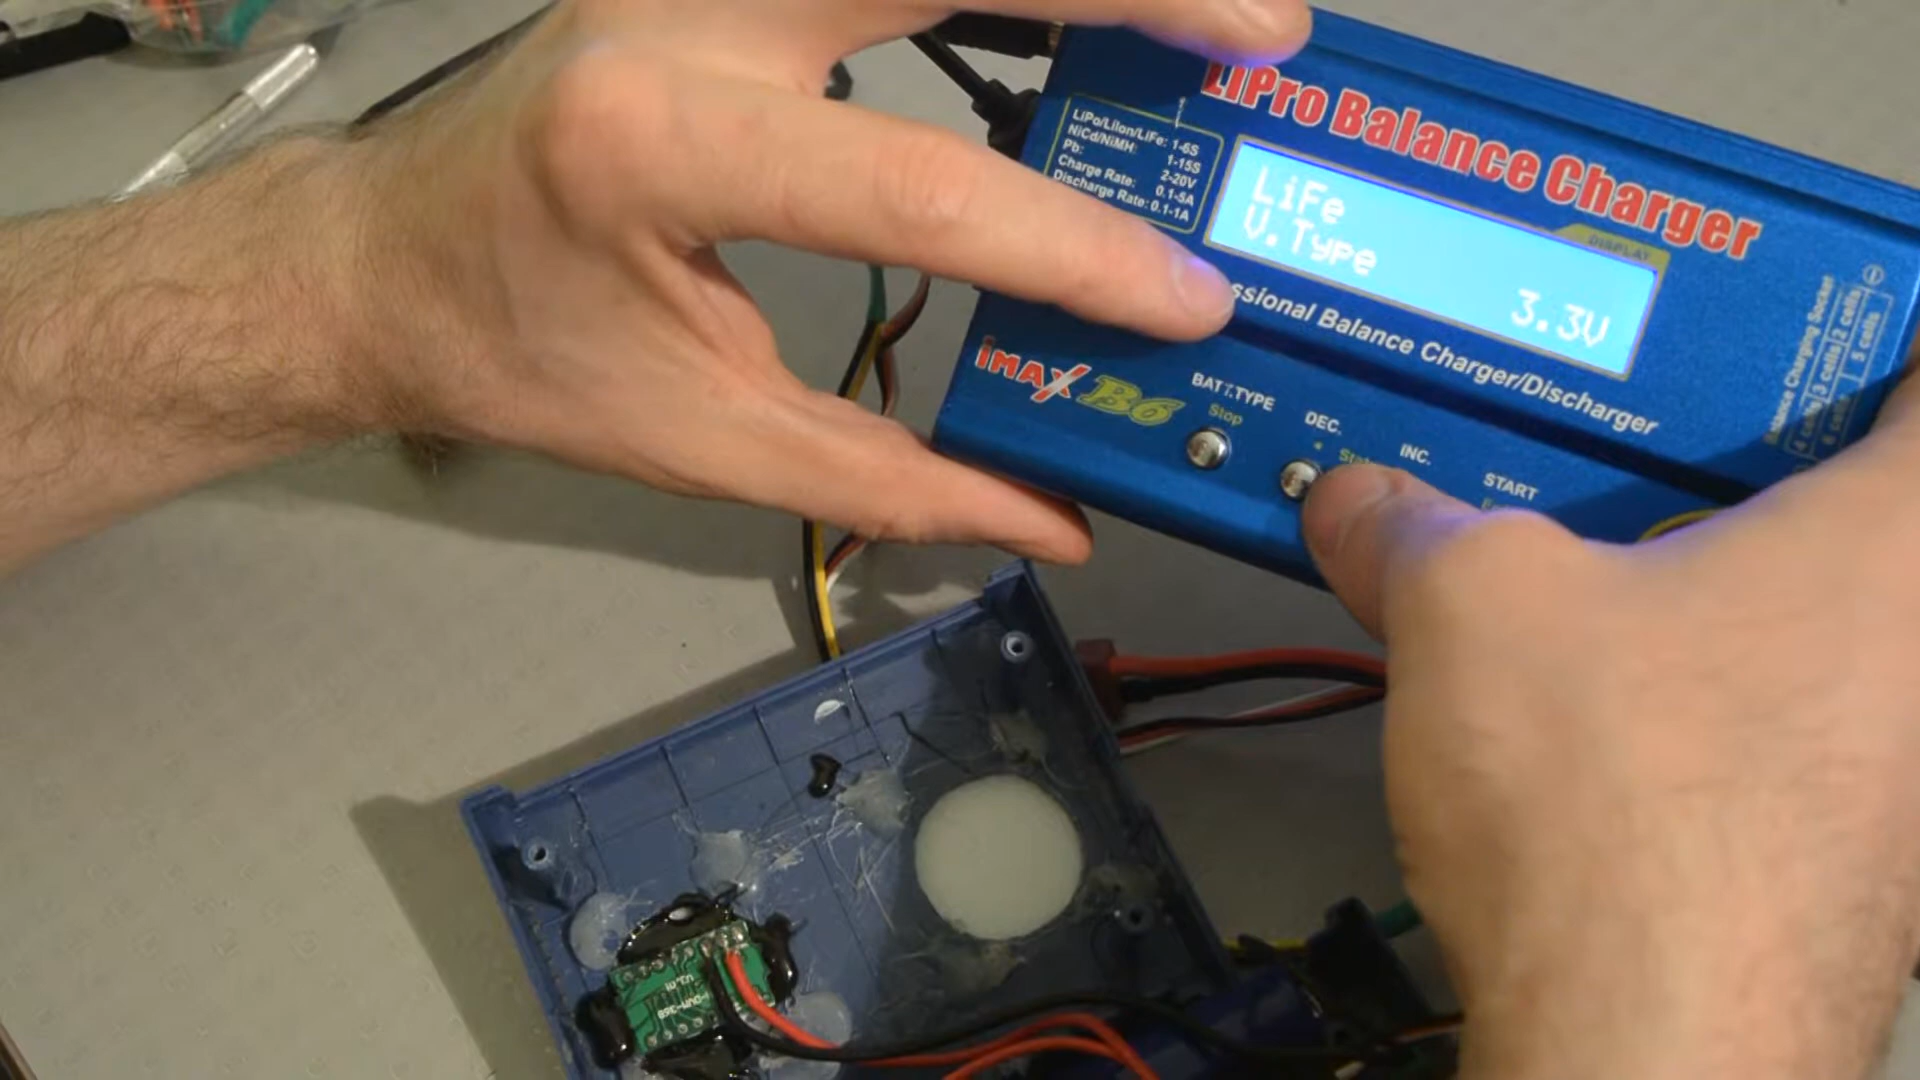 LiPro Balance Charger
LiPo/LiIon/LiFe: 1-6S
NiCd/NiMH: 1-15S
Pb: 2-20V
Charge Rate: 0.1-5A
Discharge Rate: 0.1-1A
LiFe
V.Type
3.3V
DISPLAY
ssional Balance Charger/Discharger
iMAX B6
BATT.TYPE
Stop
DEC.
INC.
START
Balance Charging Socket
2 cells
3 cells
4 cells
5 cells
6 cells